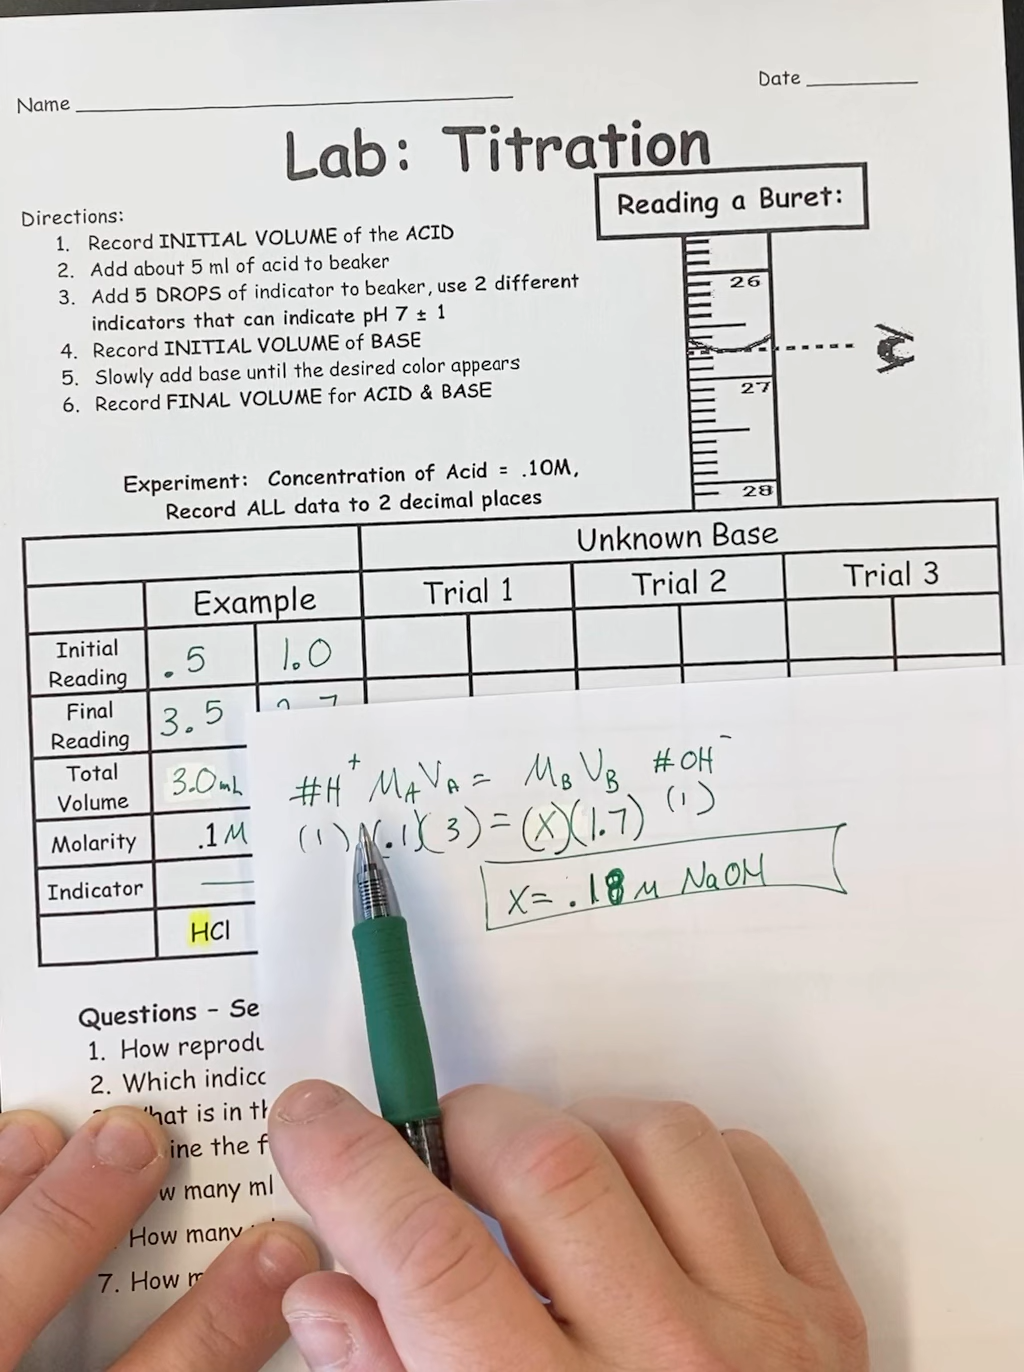 Name
Date
Lab: Titration
Reading a Buret:
26
27
28
Directions:
1. Record INITIAL VOLUME of the ACID
2. Add about 5 ml of acid to beaker
3. Add 5 DROPS of indicator to beaker, use 2 different
indicators that can indicate pH 7 ± 1
4. Record INITIAL VOLUME of BASE
5. Slowly add base until the desired color appears
6. Record FINAL VOLUME for ACID & BASE
Experiment: Concentration of Acid = .10M,
Record ALL data to 2 decimal places
Unknown Base
Example Trial 1 Trial 2 Trial 3
Initial Reading .5 1.0
Final Reading 3.5
Total Volume 3.0mL
Molarity .1M
Indicator —
HCl
#H⁺ MAVA = MBVB #OH⁻
(1)(.1)(3) = (X)(1.7) (1)
X= .18 M NaOH
Questions - Se
1. How reprodu
2. Which indic
hat is in th
ine the f
w many ml
How many
7. How m